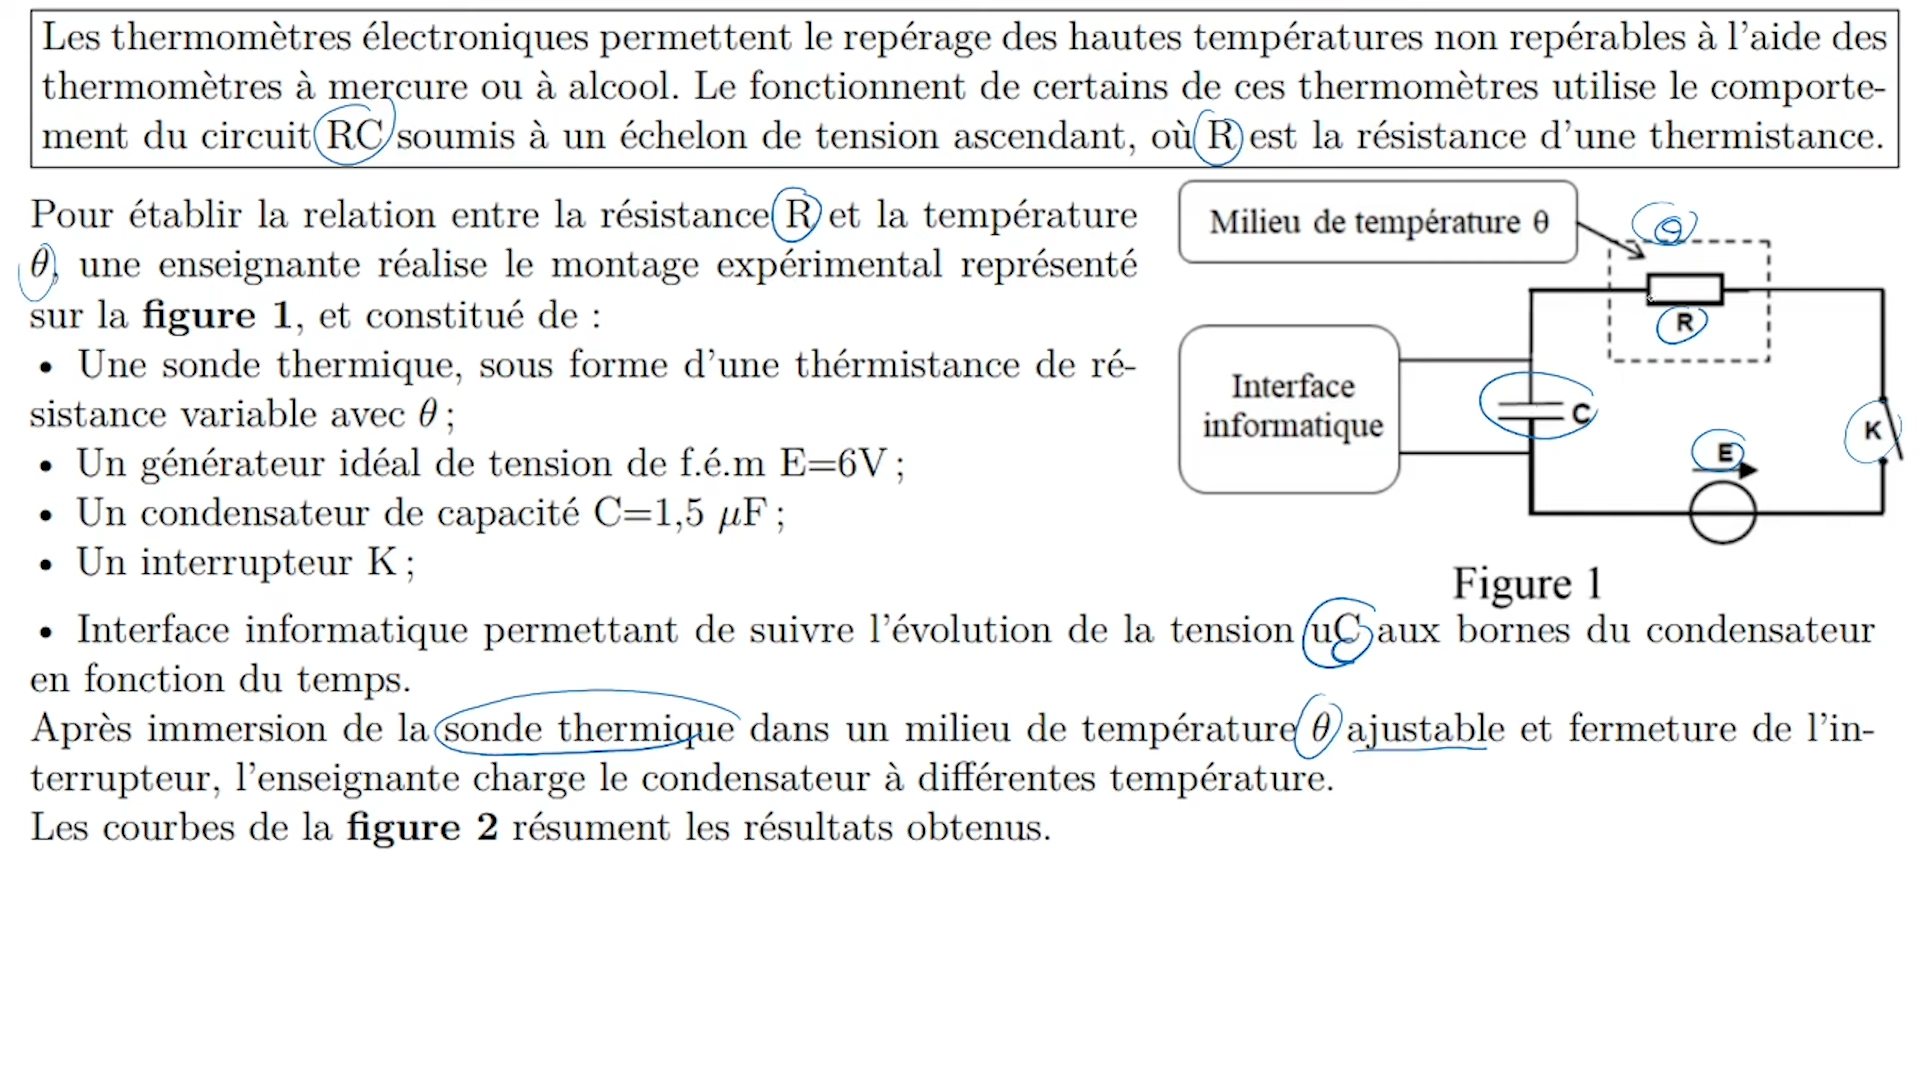 Les thermomètres électroniques permettent le repérage des hautes températures non repérables à l'aide des
thermomètres à mercure ou à alcool. Le fonctionnent de certains de ces thermomètres utilise le comporte-
ment du circuit RC soumis à un échelon de tension ascendant, où R est la résistance d'une thermistance.
Pour établir la relation entre la résistance R et la température
θ, une enseignante réalise le montage expérimental représenté
sur la figure 1, et constitué de :
• Une sonde thermique, sous forme d'une thérmistance de ré-
sistance variable avec θ ;
• Un générateur idéal de tension de f.é.m E=6V ;
• Un condensateur de capacité C=1,5 μF ;
• Un interrupteur K ;
Milieu de température θ
θ
R
Interface
informatique
C
K
E
Figure 1
• Interface informatique permettant de suivre l'évolution de la tension uC aux bornes du condensateur
en fonction du temps.
Après immersion de la sonde thermique dans un milieu de température θ ajustable et fermeture de l'in-
terrupteur, l'enseignante charge le condensateur à différentes température.
Les courbes de la figure 2 résument les résultats obtenus.